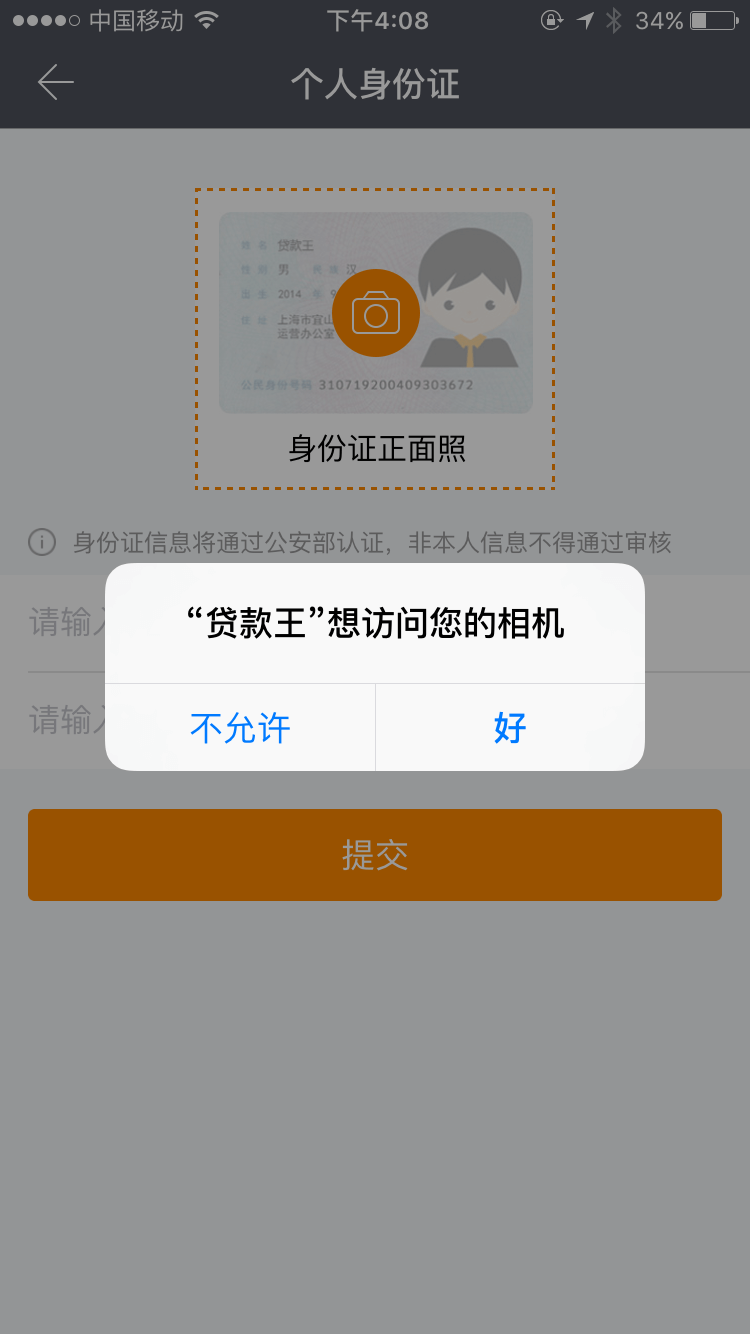 中国移动 下午4:08 34%
个人身份证
姓名 贷款王
性别 男 民族 汉
出生 2014 年 9
住址 上海市宜山
运营办公室
公民身份号码 310719200409303672
身份证正面照
身份证信息将通过公安部认证，非本人信息不得通过审核
请输入
“贷款王”想访问您的相机
请输入
不允许 好
提交